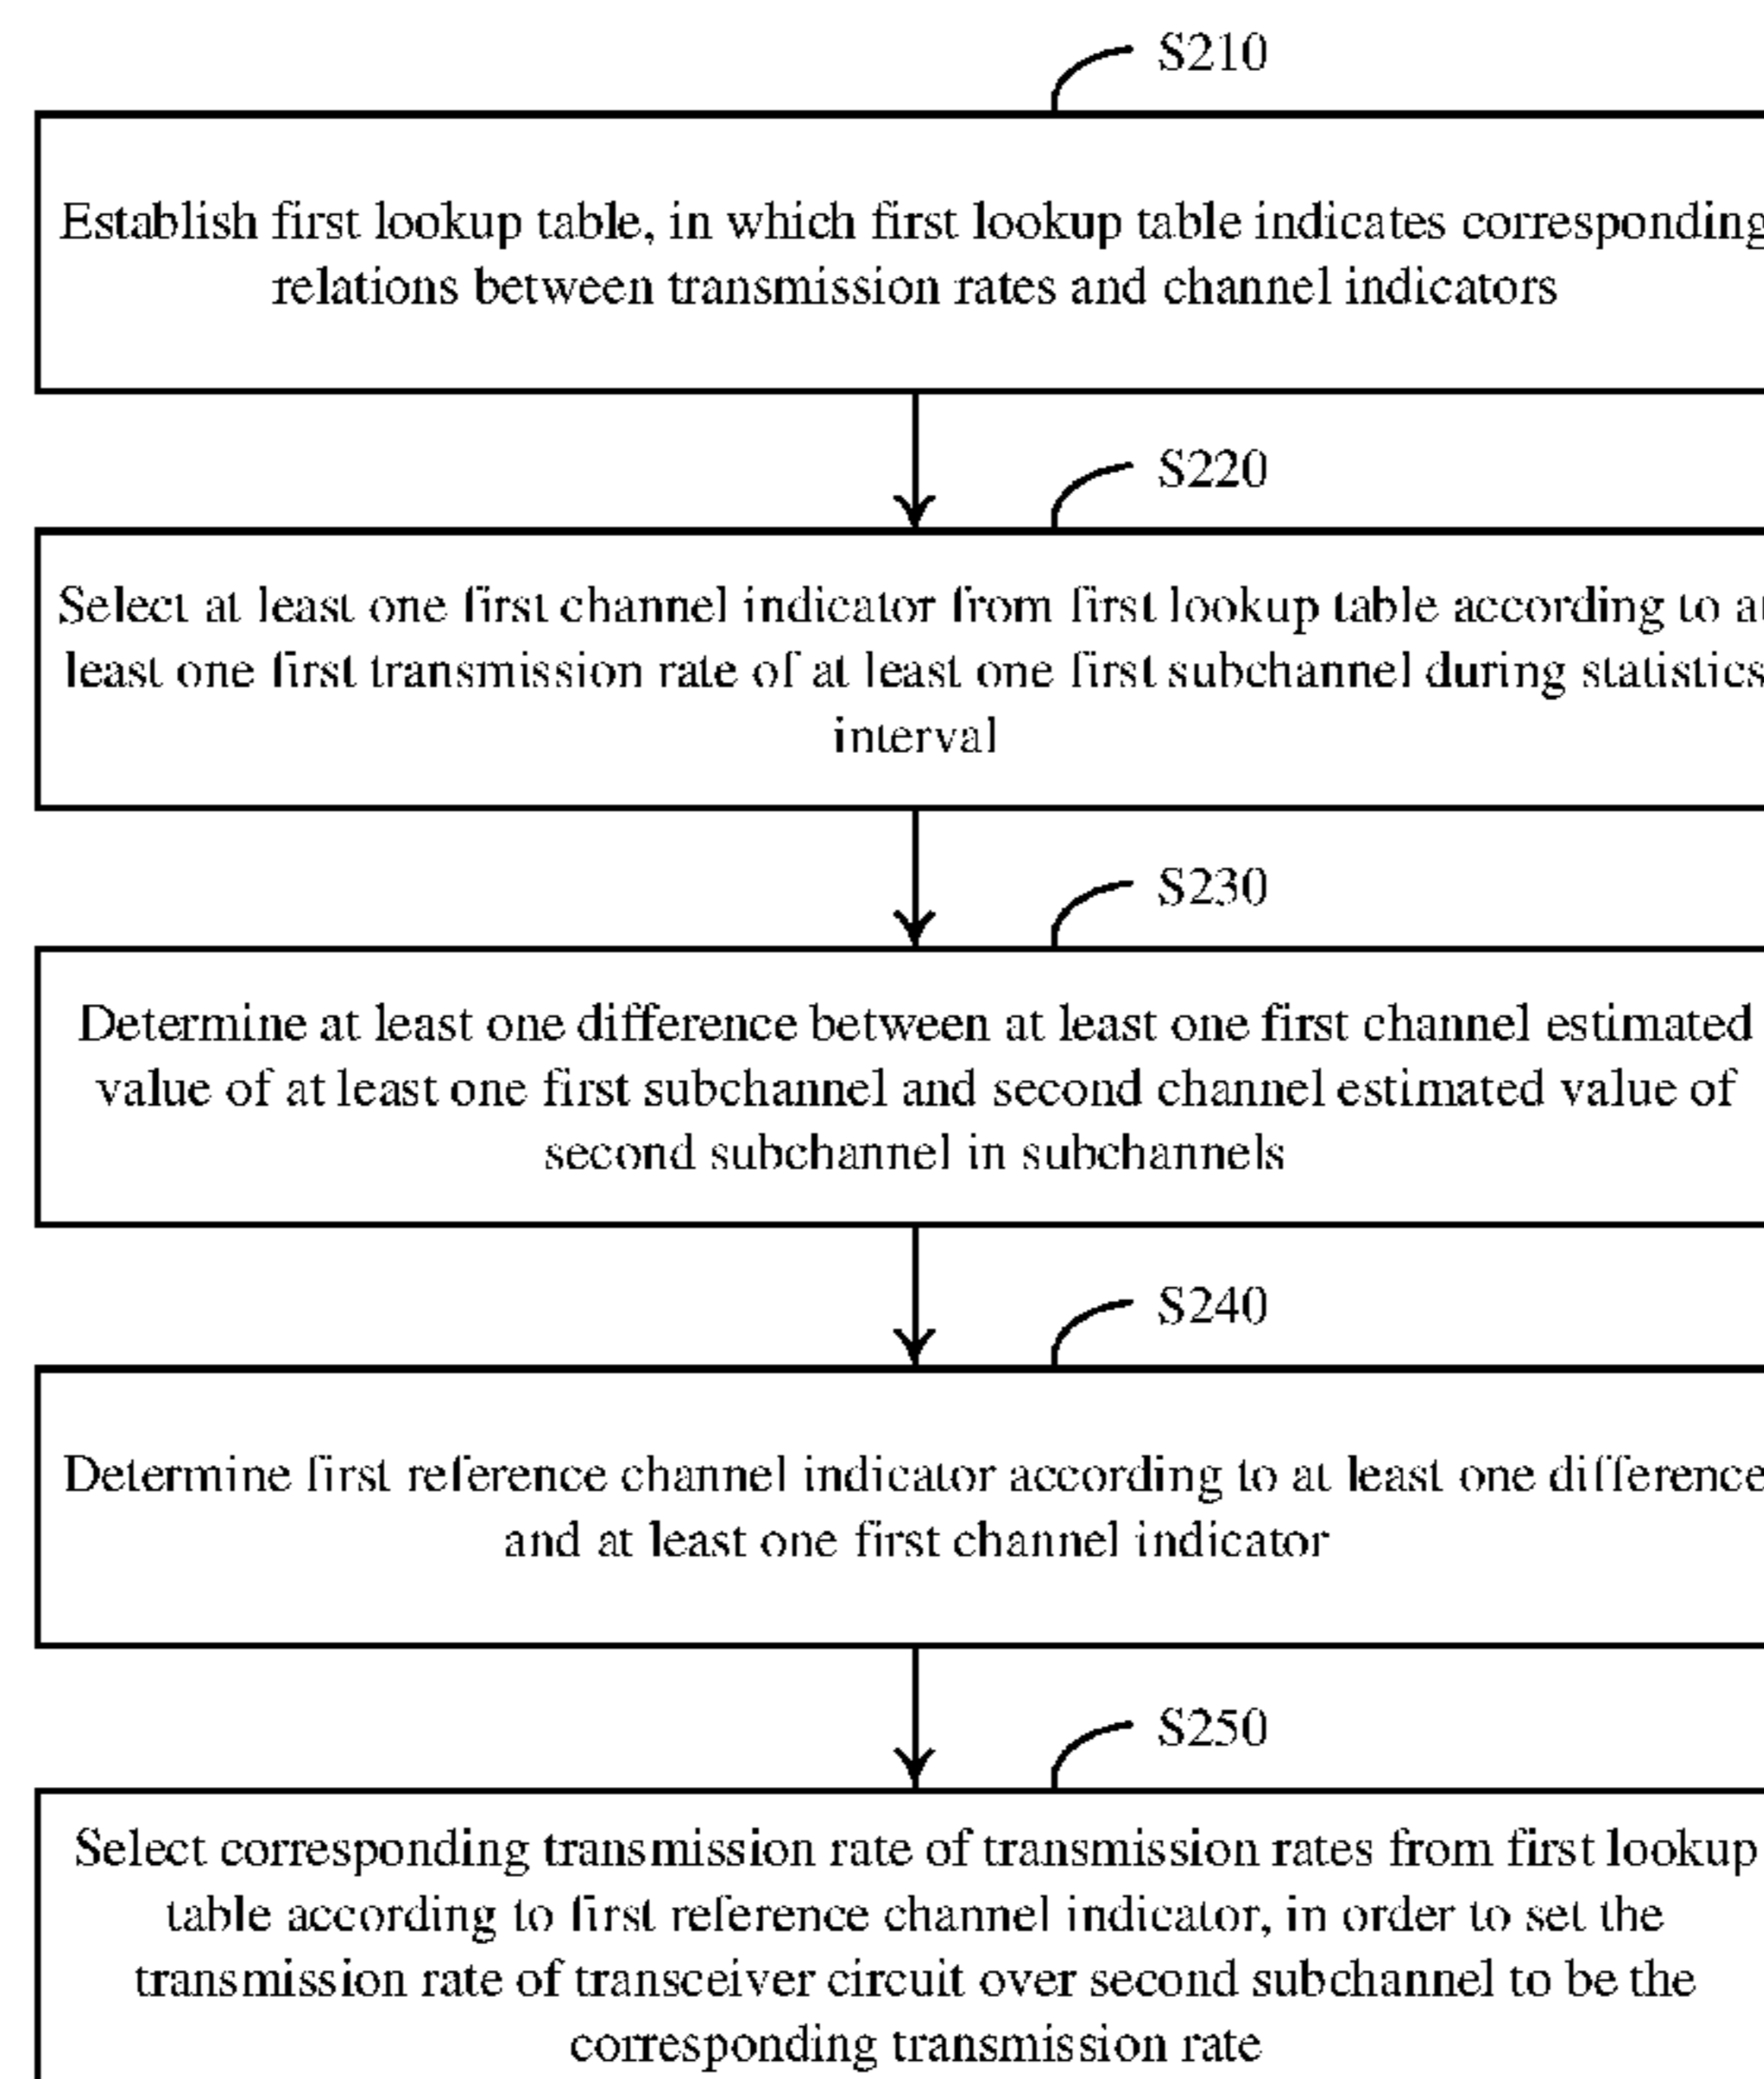 S210
Establish first lookup table, in which first lookup table indicates corresponding
relations between transmission rates and channel indicators
S220
Select at least one first channel indicator from first lookup table according to at
least one first transmission rate of at least one first subchannel during statistics
interval
S230
Determine at least one difference between at least one first channel estimated
value of at least one first subchannel and second channel estimated value of
second subchannel in subchannels
S240
Determine first reference channel indicator according to at least one difference
and at least one first channel indicator
S250
Select corresponding transmission rate of transmission rates from first lookup
table according to first reference channel indicator, in order to set the
transmission rate of transceiver circuit over second subchannel to be the
corresponding transmission rate